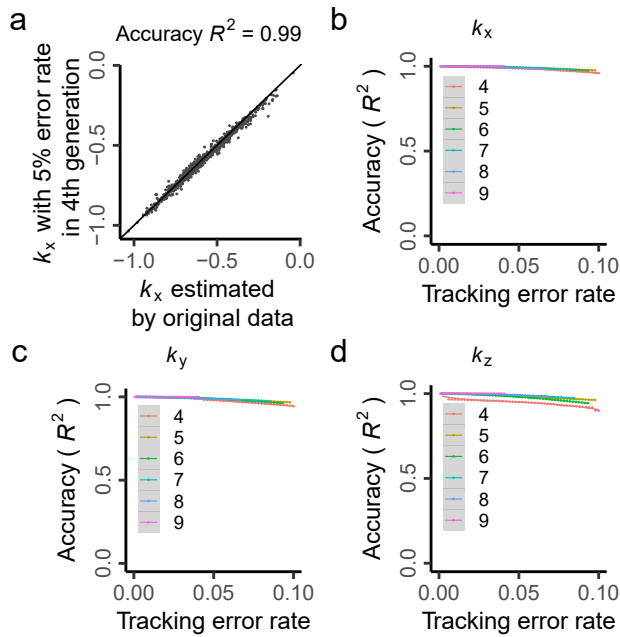 a
Accuracy R² = 0.99
kx with 5% error rate
in 4th generation
0.0
−0.5
−1.0
−1.0
−0.5
0.0
kx estimated
by original data
b
kx
Accuracy ( R² )
1.0
0.5
0.0
4
5
6
7
8
9
0.00
0.05
0.10
Tracking error rate
c
ky
Accuracy ( R² )
1.0
0.5
0.0
4
5
6
7
8
9
0.00
0.05
0.10
Tracking error rate
d
kz
Accuracy ( R² )
1.0
0.5
0.0
4
5
6
7
8
9
0.00
0.05
0.10
Tracking error rate